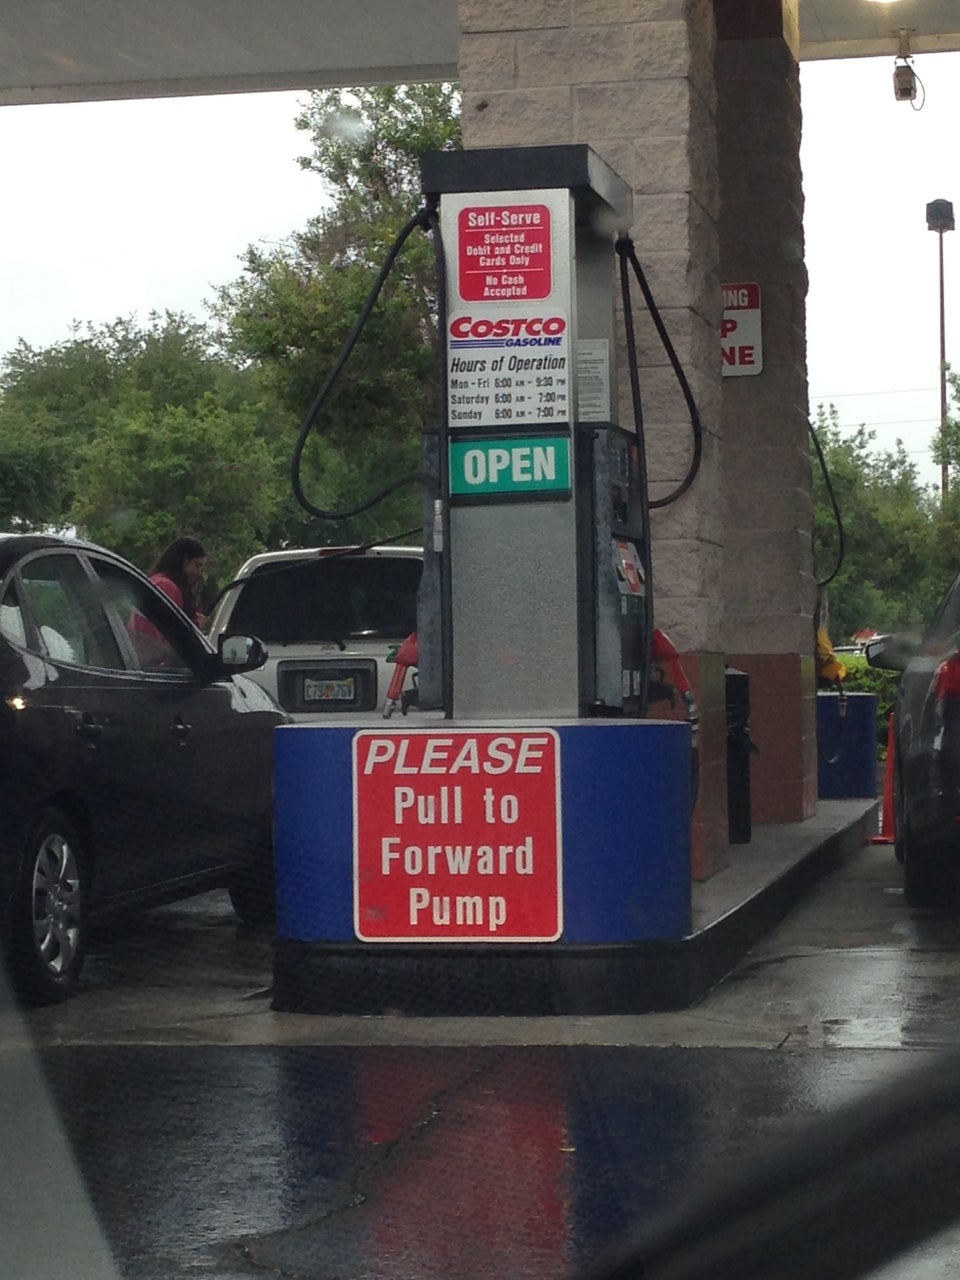 Self-Serve
Selected
Debit and Credit
Cards Only
No Cash
Accepted
COSTCO
GASOLINE
Hours of Operation
Mon - Fri 6:00 AM - 9:30 PM
Saturday 6:00 AM - 7:00 PM
Sunday 6:00 AM - 7:00 PM
OPEN
ING
P
NE
PLEASE
Pull to
Forward
Pump